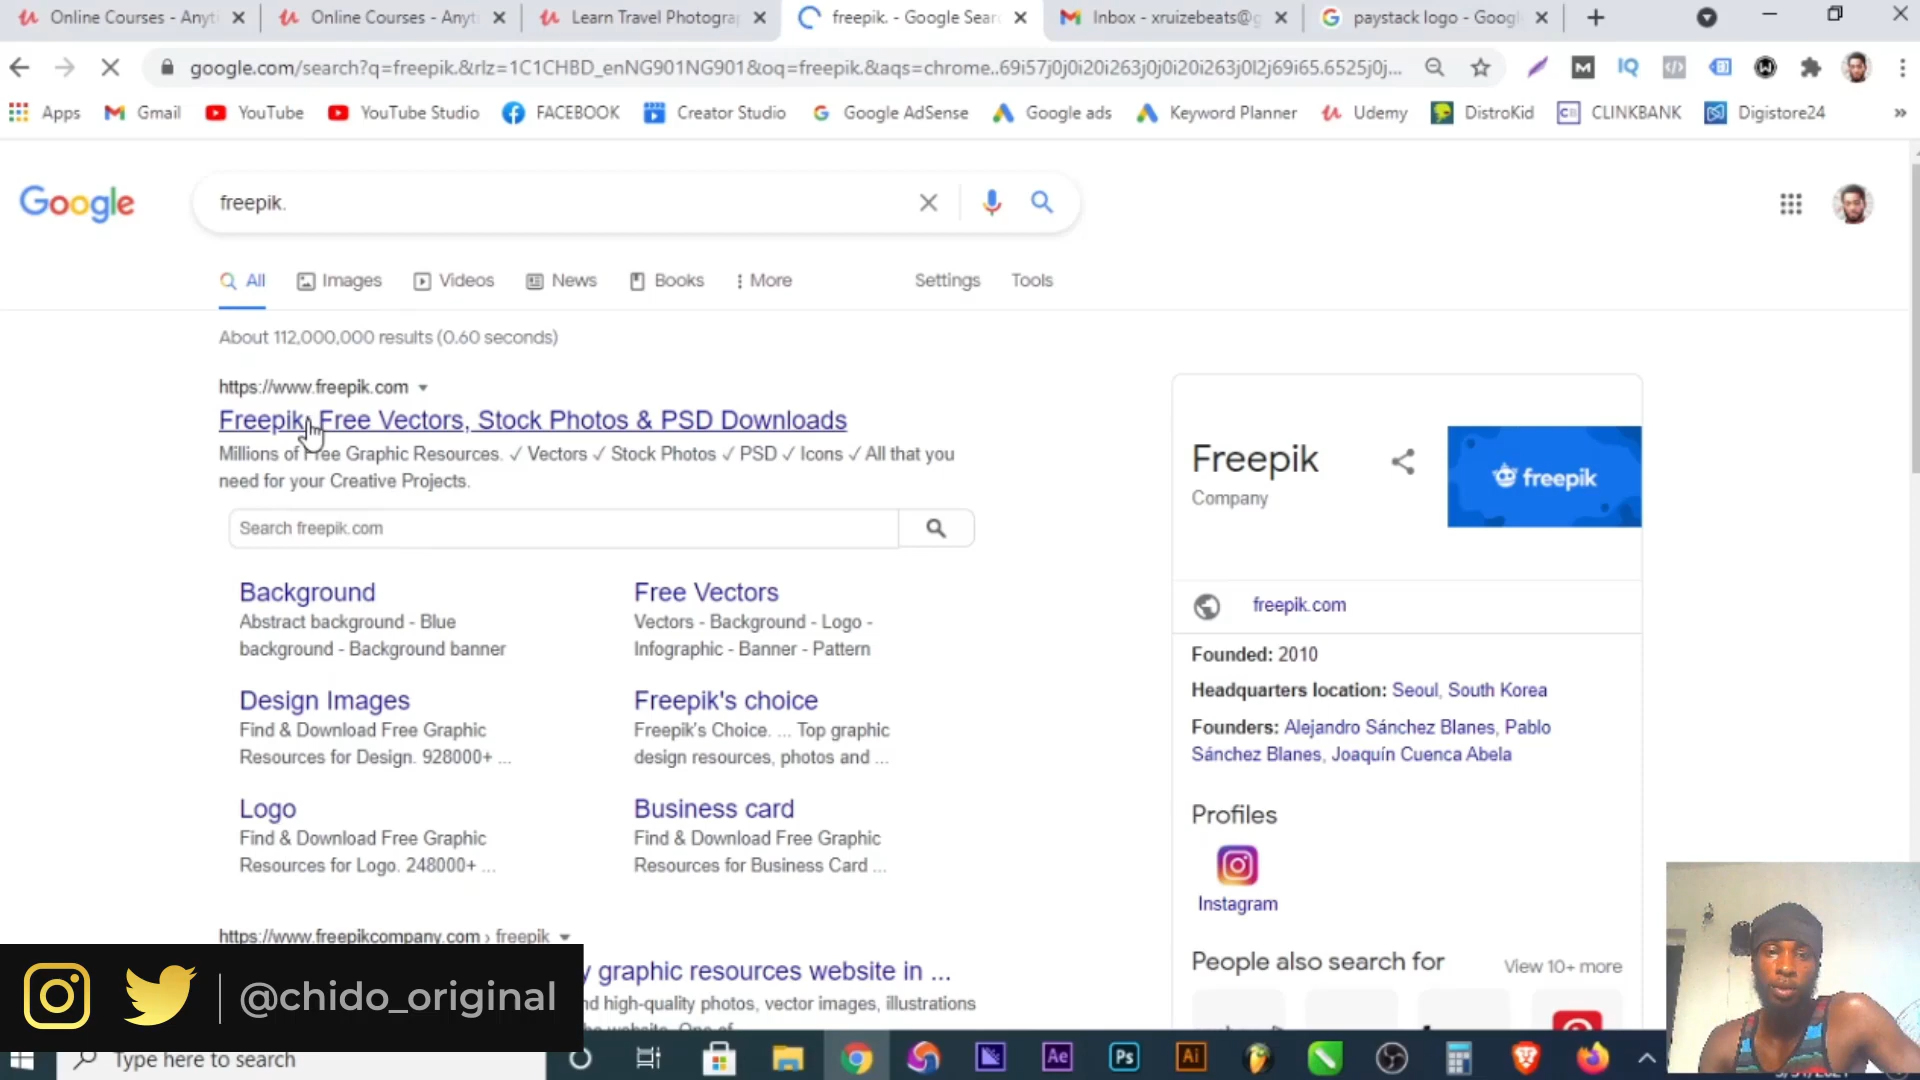 Online Courses - Anyti
Online Courses - Anyti
Learn Travel Photogra
freepik. - Google Sear
Inbox - xruizebeats@g
paystack logo - Googl
google.com/search?q=freepik.&rlz=1C1CHBD_enNG901NG901&oq=freepik.&aqs=chrome..69i57j0j0i20i263j0j0i20i263j0l2j69i65.6525j0j...
Apps
Gmail
YouTube
YouTube Studio
FACEBOOK
Creator Studio
Google AdSense
Google ads
Keyword Planner
Udemy
DistroKid
CLINKBANK
Digistore24
»
Google
freepik.
All
Images
Videos
News
Books
More
Settings
Tools
About 112,000,000 results (0.60 seconds)
https://www.freepik.com
Freepik: Free Vectors, Stock Photos & PSD Downloads
Millions of Free Graphic Resources. ✓ Vectors ✓ Stock Photos ✓ PSD ✓ Icons ✓ All that you
need for your Creative Projects.
Search freepik.com
Background
Abstract background - Blue
background - Background banner
Free Vectors
Vectors - Background - Logo -
Infographic - Banner - Pattern
Design Images
Find & Download Free Graphic
Resources for Design. 928000+ ...
Freepik's choice
Freepik's Choice. ... Top graphic
design resources, photos and ...
Logo
Find & Download Free Graphic
Resources for Logo. 248000+ ...
Business card
Find & Download Free Graphic
Resources for Business Card ...
https://www.freepikcompany.com › freepik
y graphic resources website in ...
nd high-quality photos, vector images, illustrations
Freepik
Company
freepik
freepik.com
Founded: 2010
Headquarters location: Seoul, South Korea
Founders: Alejandro Sánchez Blanes, Pablo
Sánchez Blanes, Joaquín Cuenca Abela
Profiles
Instagram
People also search for
View 10+ more
@chido_original
Type here to search
Ae
Ps
Ai